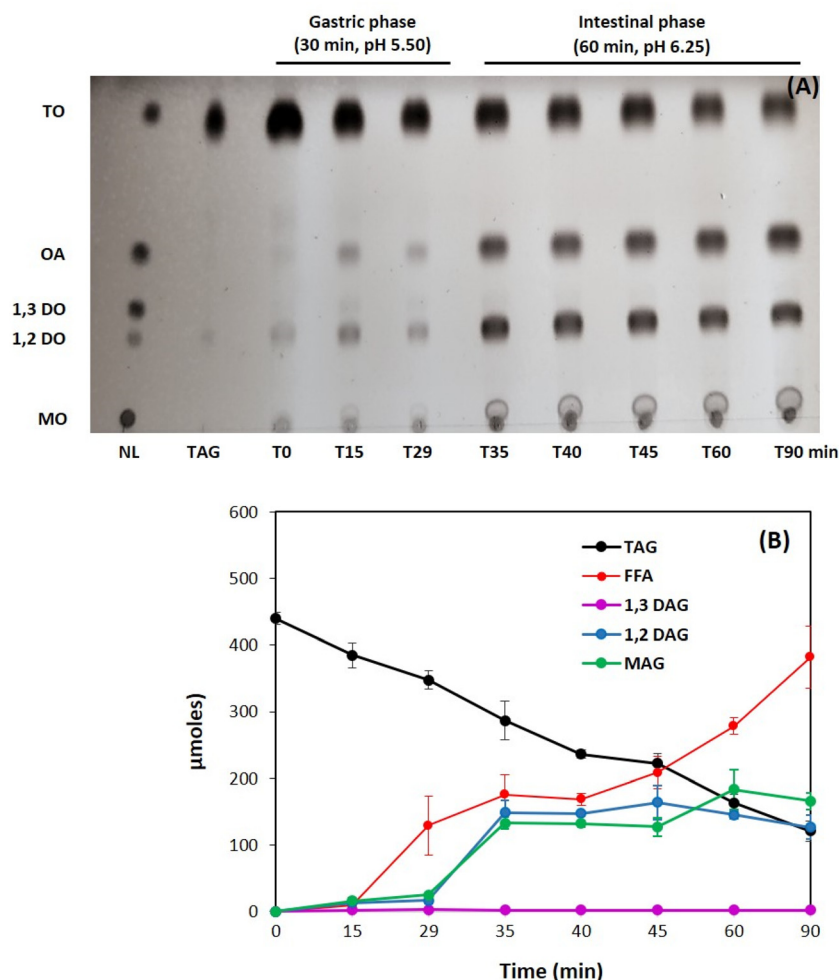 Gastric phase
(30 min, pH 5.50)
Intestinal phase
(60 min, pH 6.25)
(A)
TO
OA
1,3 DO
1,2 DO
MO
NL TAG T0 T15 T29 T35 T40 T45 T60 T90 min
(B)
TAG
FFA
1,3 DAG
1,2 DAG
MAG
600
500
400
300
200
100
0
µmoles
0 15 29 35 40 45 60 90
Time (min)